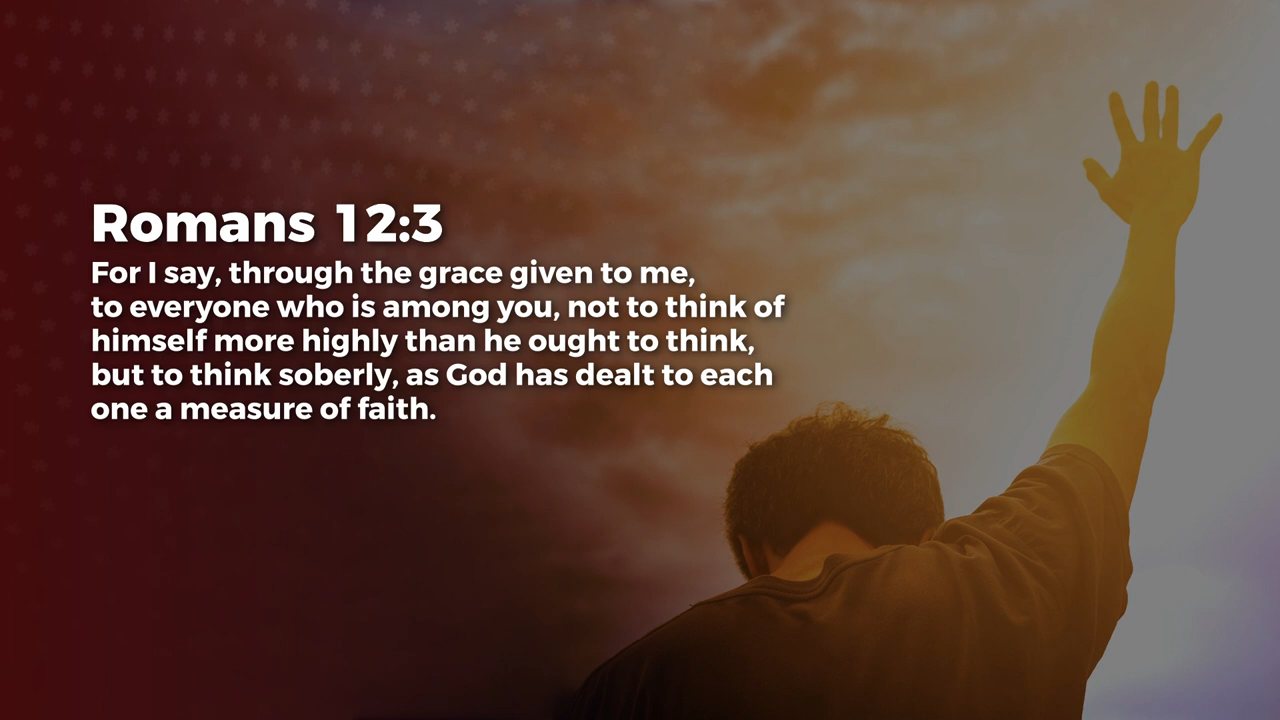 Romans 12:3
For I say, through the grace given to me,
to everyone who is among you, not to think of
himself more highly than he ought to think,
but to think soberly, as God has dealt to each
one a measure of faith.